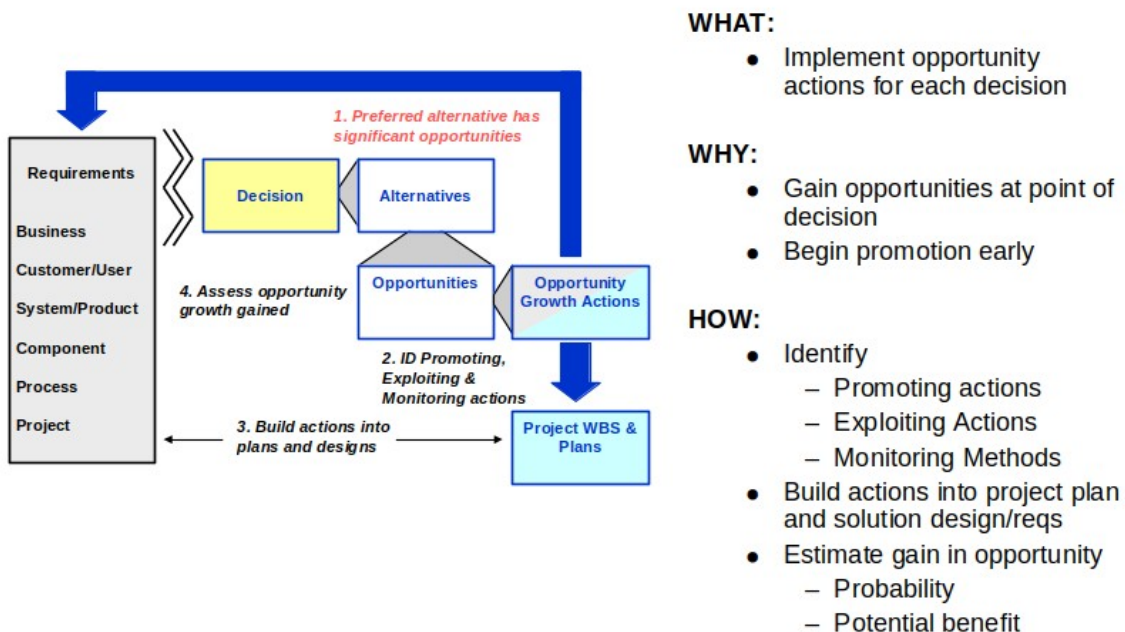 1. Preferred alternative has
significant opportunities
Requirements
Business
Customer/User
System/Product
Component
Process
Project
Decision
Alternatives
Opportunities
Opportunity
Growth Actions
4. Assess opportunity
growth gained
2. ID Promoting,
Exploiting &
Monitoring actions
3. Build actions into
plans and designs
Project WBS &
Plans
WHAT:
● Implement opportunity
actions for each decision
WHY:
● Gain opportunities at point of
decision
● Begin promotion early
HOW:
● Identify
– Promoting actions
– Exploiting Actions
– Monitoring Methods
● Build actions into project plan
and solution design/reqs
● Estimate gain in opportunity
– Probability
– Potential benefit